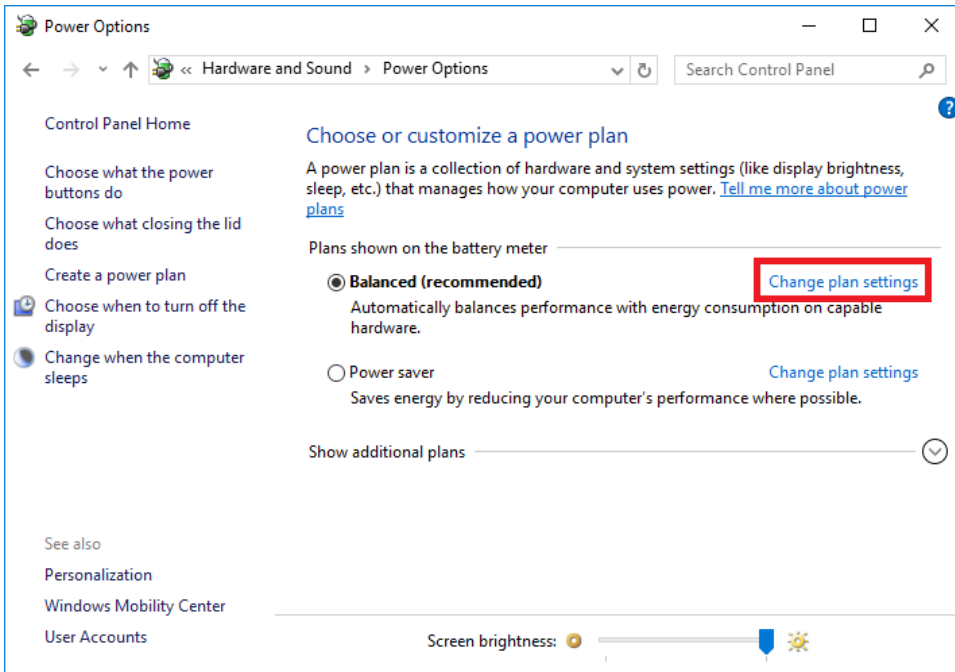 Power Options
« Hardware and Sound › Power Options
Search Control Panel
?
Control Panel Home
Choose what the power
buttons do
Choose what closing the lid
does
Create a power plan
Choose when to turn off the
display
Change when the computer
sleeps
Choose or customize a power plan
A power plan is a collection of hardware and system settings (like display brightness,
sleep, etc.) that manages how your computer uses power. Tell me more about power
plans
Plans shown on the battery meter
Balanced (recommended)
Change plan settings
Automatically balances performance with energy consumption on capable
hardware.
Power saver
Change plan settings
Saves energy by reducing your computer's performance where possible.
Show additional plans
See also
Personalization
Windows Mobility Center
User Accounts
Screen brightness: